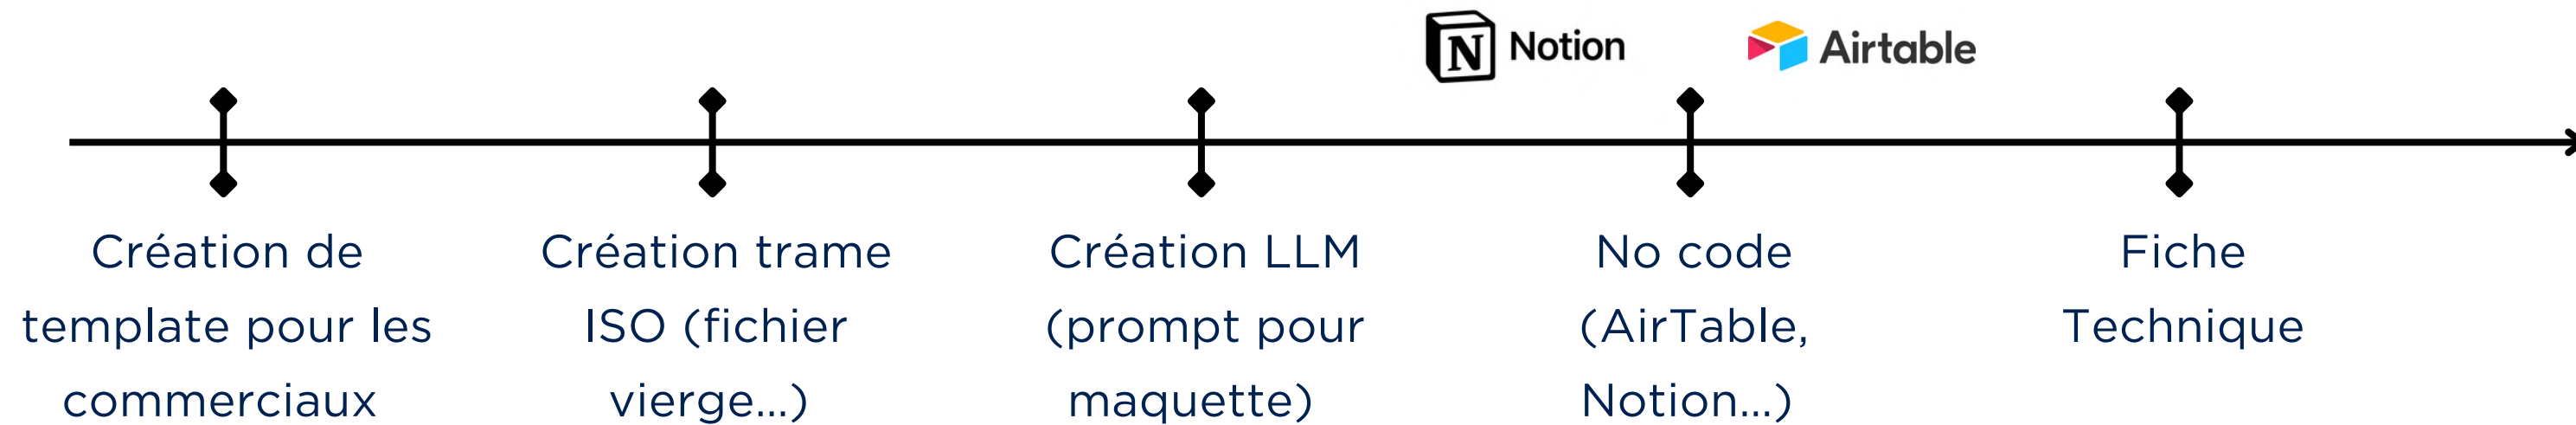 Notion
Airtable
Création de
template pour les
commerciaux
Création trame
ISO (fichier
vierge...)
Création LLM
(prompt pour
maquette)
No code
(AirTable,
Notion...)
Fiche
Technique